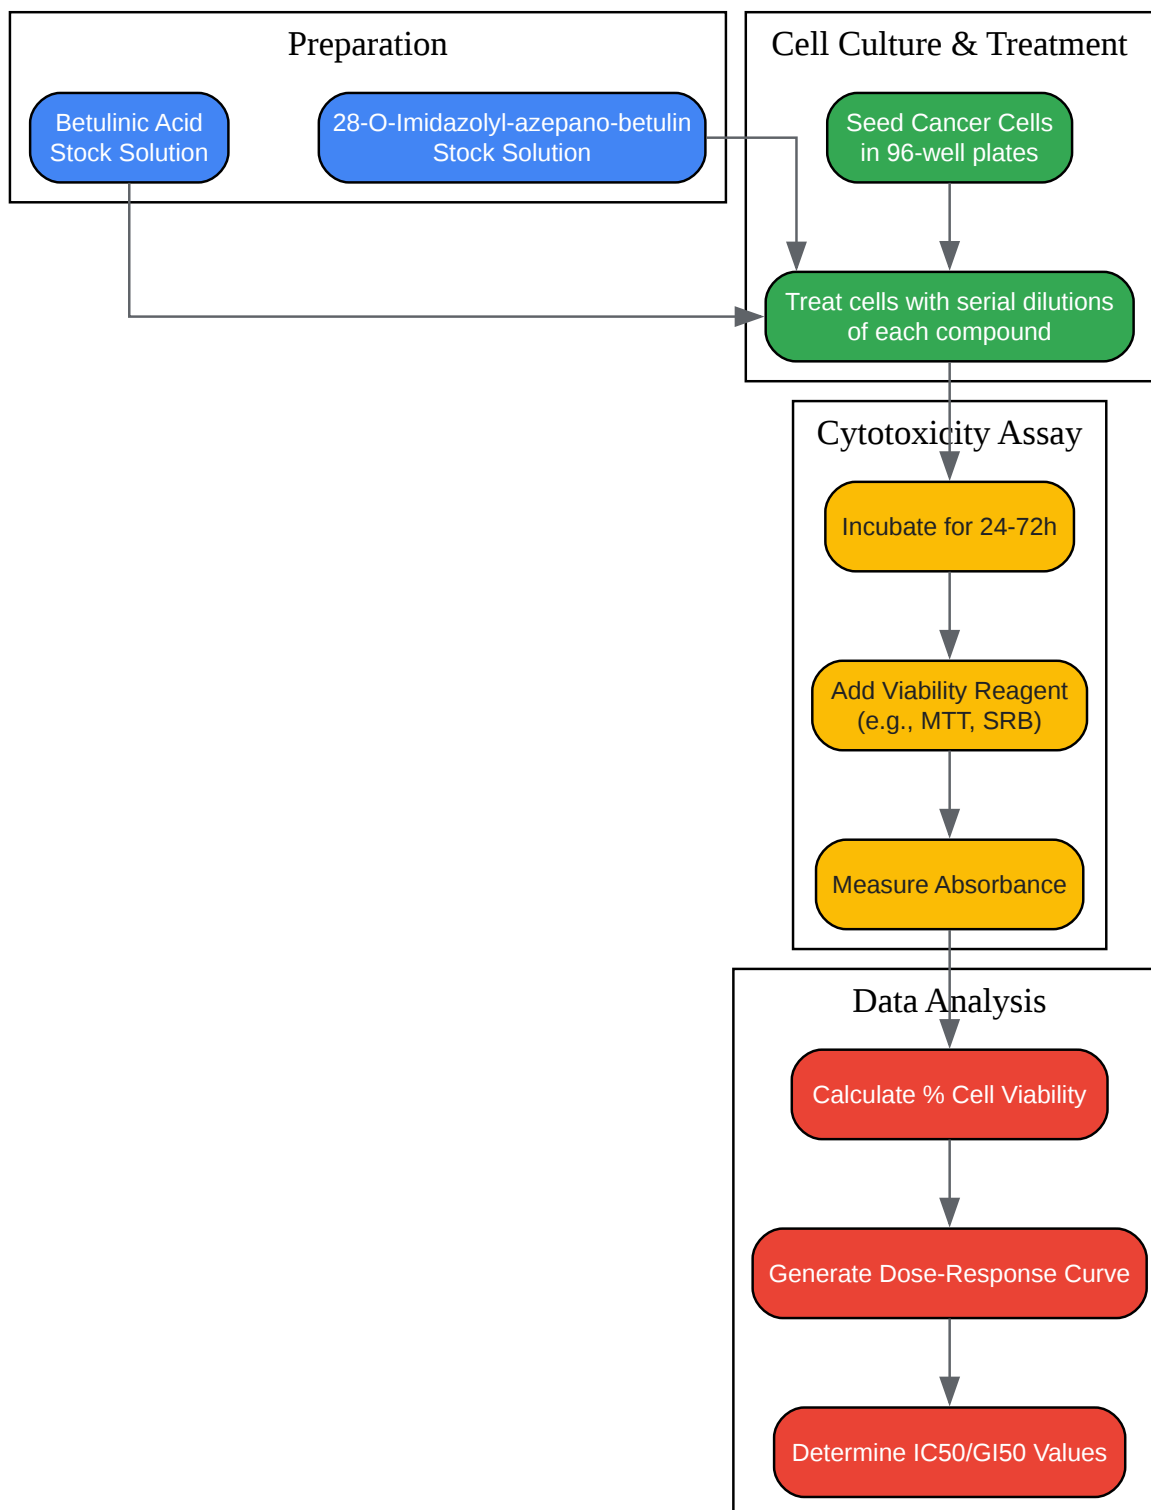 Preparation
Betulinic Acid
Stock Solution
28-O-Imidazolyl-azepano-betulin
Stock Solution
Cell Culture & Treatment
Seed Cancer Cells
in 96-well plates
Treat cells with serial dilutions
of each compound
Cytotoxicity Assay
Incubate for 24-72h
Add Viability Reagent
(e.g., MTT, SRB)
Measure Absorbance
Data Analysis
Calculate % Cell Viability
Generate Dose-Response Curve
Determine IC50/GI50 Values